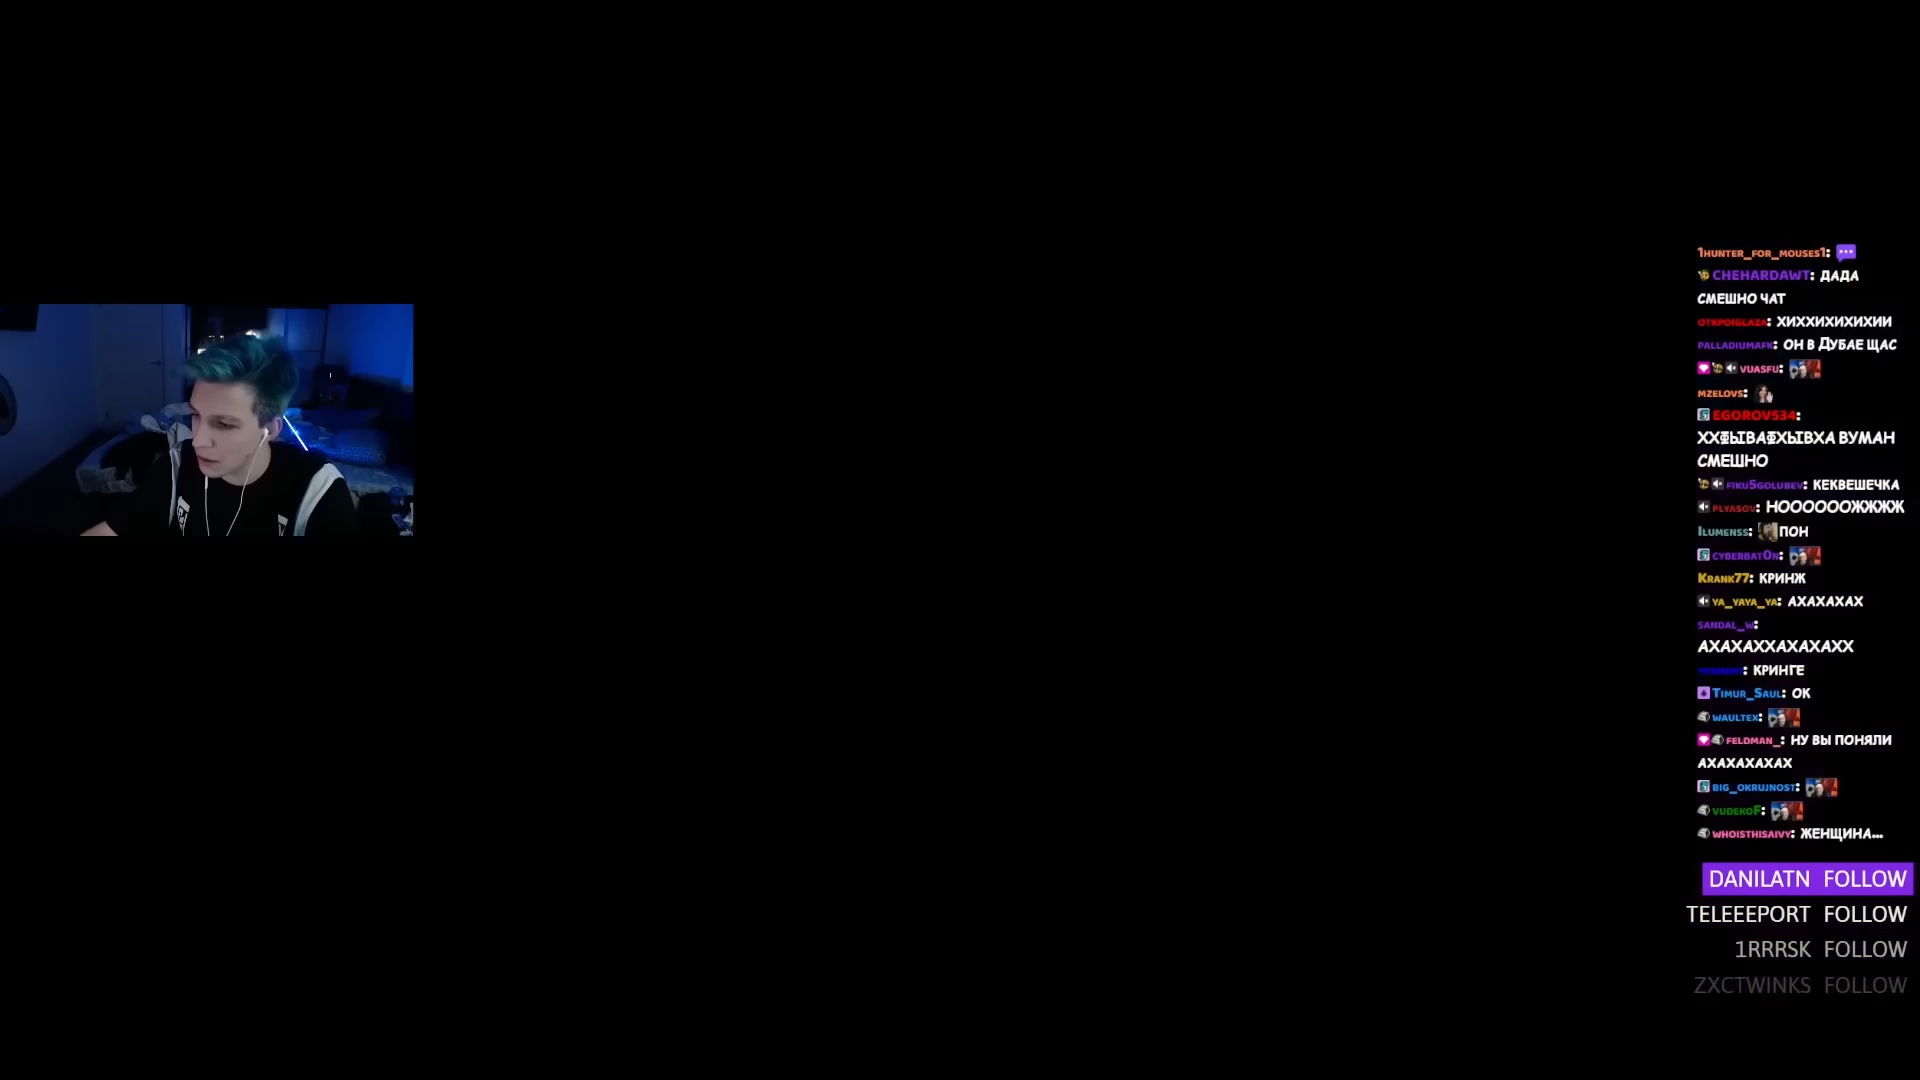 1HUNTER_FOR_MOUSES1:
CHEHARDAWT: ДАДА
СМЕШНО ЧАТ
OTKPOIGLAZA: ХИХХИХИХИХИИ
PALLADIUMAFK: ОН В ДУБАЕ ЩАС
VUASFU:
MZELOVS:
EGOROV534:
ХХФЫВАФХЫВХА ВУМАН
СМЕШНО
FIKUSGOLUBEV: КЕКВЕШЕЧКА
PLYASOV: НООООООЖЖЖЖ
ILUMENSS: ПОН
CYBERBAT0N:
KRANK77: КРИНЖ
YA_YAYA_YA: АХАХАХАХ
SANDAL_W:
АХАХАХХАХАХАХХ
: КРИНГЕ
TIMUR_SAUL: ОК
WAULTEX:
FELDMAN_: НУ ВЫ ПОНЯЛИ
АХАХАХАХАХ
BIG_OKRUJNOST:
VUDEKOF:
WHOISTHISAIVY: ЖЕНЩИНА...
DANILATN FOLLOW
TELEEEPORT FOLLOW
1RRRSK FOLLOW
ZXCTWINKS FOLLOW